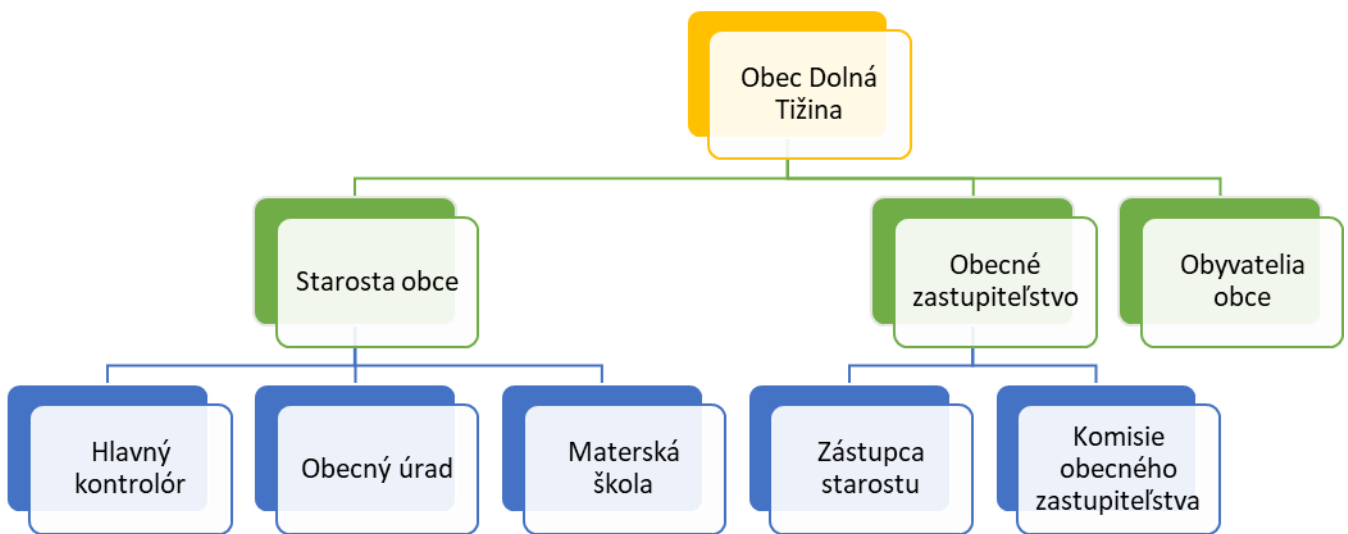 Obec Dolná
Tižina
Starosta obce
Obecné
zastupiteľstvo
Obyvatelia
obce
Hlavný
kontrolór
Obecný úrad
Materská
škola
Zástupca
starostu
Komisie
obecného
zastupiteľstva